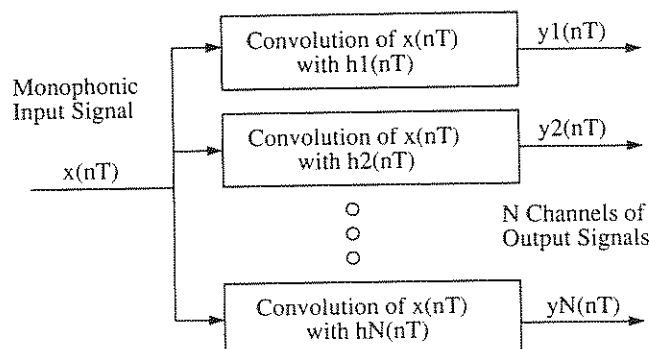 Convolution of x(nT)
with h1(nT)
y1(nT)
Monophonic
Input Signal
x(nT)
Convolution of x(nT)
with h2(nT)
y2(nT)
N Channels of
Output Signals
Convolution of x(nT)
with hN(nT)
yN(nT)